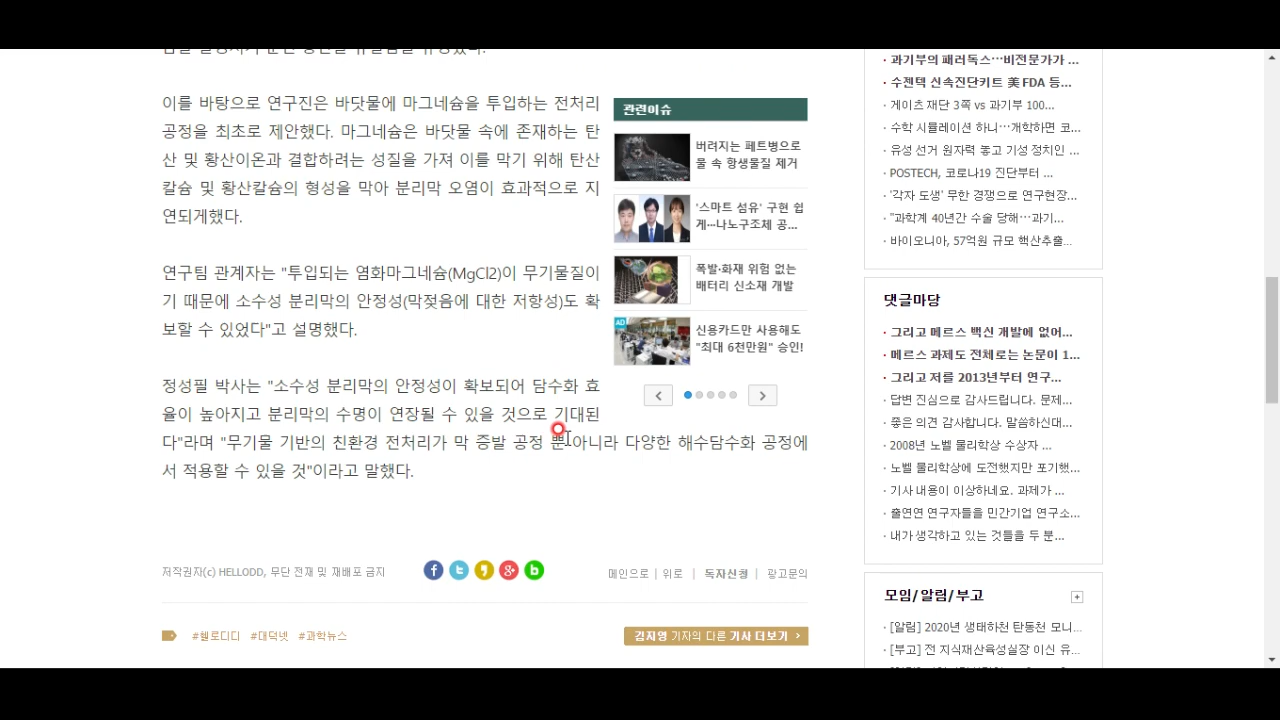 이를 바탕으로 연구진은 바닷물에 마그네슘을 투입하는 전처리
공정을 최초로 제안했다. 마그네슘은 바닷물 속에 존재하는 탄
산 및 황산이온과 결합하려는 성질을 가져 이를 막기 위해 탄산
칼슘 및 황산칼슘의 형성을 막아 분리막 오염이 효과적으로 지
연되게했다.
연구팀 관계자는 "투입되는 염화마그네슘(MgCl2)이 무기물질이
기 때문에 소수성 분리막의 안정성(막젖음에 대한 저항성)도 확
보할 수 있었다"고 설명했다.
정성필 박사는 "소수성 분리막의 안정성이 확보되어 담수화 효
율이 높아지고 분리막의 수명이 연장될 수 있을 것으로 기대된
다"라며 "무기물 기반의 친환경 전처리가 막 증발 공정 뿐아니라 다양한 해수담수화 공정에
서 적용할 수 있을 것"이라고 말했다.
관련이슈
버려지는 페트병으로
물 속 항생물질 제거
'스마트 섬유' 구현 쉽
게…나노구조체 공...
폭발·화재 위험 없는
배터리 신소재 개발
AD
신용카드만 사용해도
"최대 6천만원" 승인!
저작권자(c) HELLODD, 무단 전재 및 재배포 금지
메인으로 | 위로 | 독자신청 | 광고문의
#헬로디디 #대덕넷 #과학뉴스
김지영 기자의 다른 기사 더보기 >
· 과기부의 패러독스…비전문가가 ...
· 수젠텍 신속진단키트 美 FDA 등...
· 게이츠 재단 3쪽 vs 과기부 100...
· 수학 시뮬레이션 하니…개학하면 코...
· 유성 선거 원자력 놓고 기성 정치인 ...
· POSTECH, 코로나19 진단부터 ...
· '각자 도생' 무한 경쟁으로 연구현장...
· "과학계 40년간 수술 당해…과기...
· 바이오니아, 57억원 규모 핵산추출...
댓글마당
· 그리고 메르스 백신 개발에 없어...
· 메르스 과제도 전체로는 논문이 1...
· 그리고 저를 2013년부터 연구...
· 답변 진심으로 감사드립니다. 문제...
· 좋은 의견 감사합니다. 말씀하신대...
· 2008년 노벨 물리학상 수상자 ...
· 노벨 물리학상에 도전했지만 포기했...
· 기사 내용이 이상하네요. 과제가 ...
· 출연연 연구자들을 민간기업 연구소...
· 내가 생각하고 있는 것들을 두 분...
모임/알림/부고
· [알림] 2020년 생태하천 탄동천 모니...
· [부고] 전 지식재산육성실장 이신 유...